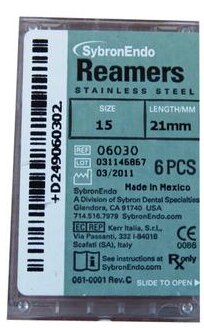 SybronEndo
Reamers
STAINLESS STEEL
SIZE LENGTH/MM
15 21mm
REF 06030
LOT 031146867
03/2011 6 PCS
SybronEndo Made in Mexico
A Division of Sybron Dental Specialties
Glendora, CA 91740 USA
714.516.7979 SybronEndo.com
EC REP Kerr Italia, S.r.l.,
Via Passanti, 332 I-84018
Scafati (SA), Italy
CE
0086
See instructions at
SybronEndo.com
Rx only
061-0001 Rev.C SLIDE TO OPEN
+D249060302.